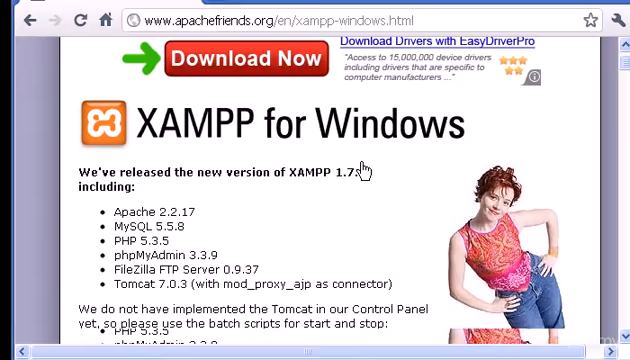 www.apachefriends.org/en/xampp-windows.html
Download Now
Download Drivers with EasyDriverPro
"Access to 15,000,000 device drivers
including drivers that are specific to
computer manufacturers ..."
XAMPP for Windows
We've released the new version of XAMPP 1.7.
including:
Apache 2.2.17
MySQL 5.5.8
PHP 5.3.5
phpMyAdmin 3.3.9
FileZilla FTP Server 0.9.37
Tomcat 7.0.3 (with mod_proxy_ajp as connector)
We do not have implemented the Tomcat in our Control Panel
yet, so please use the batch scripts for start and stop:
PHP 5.3.5